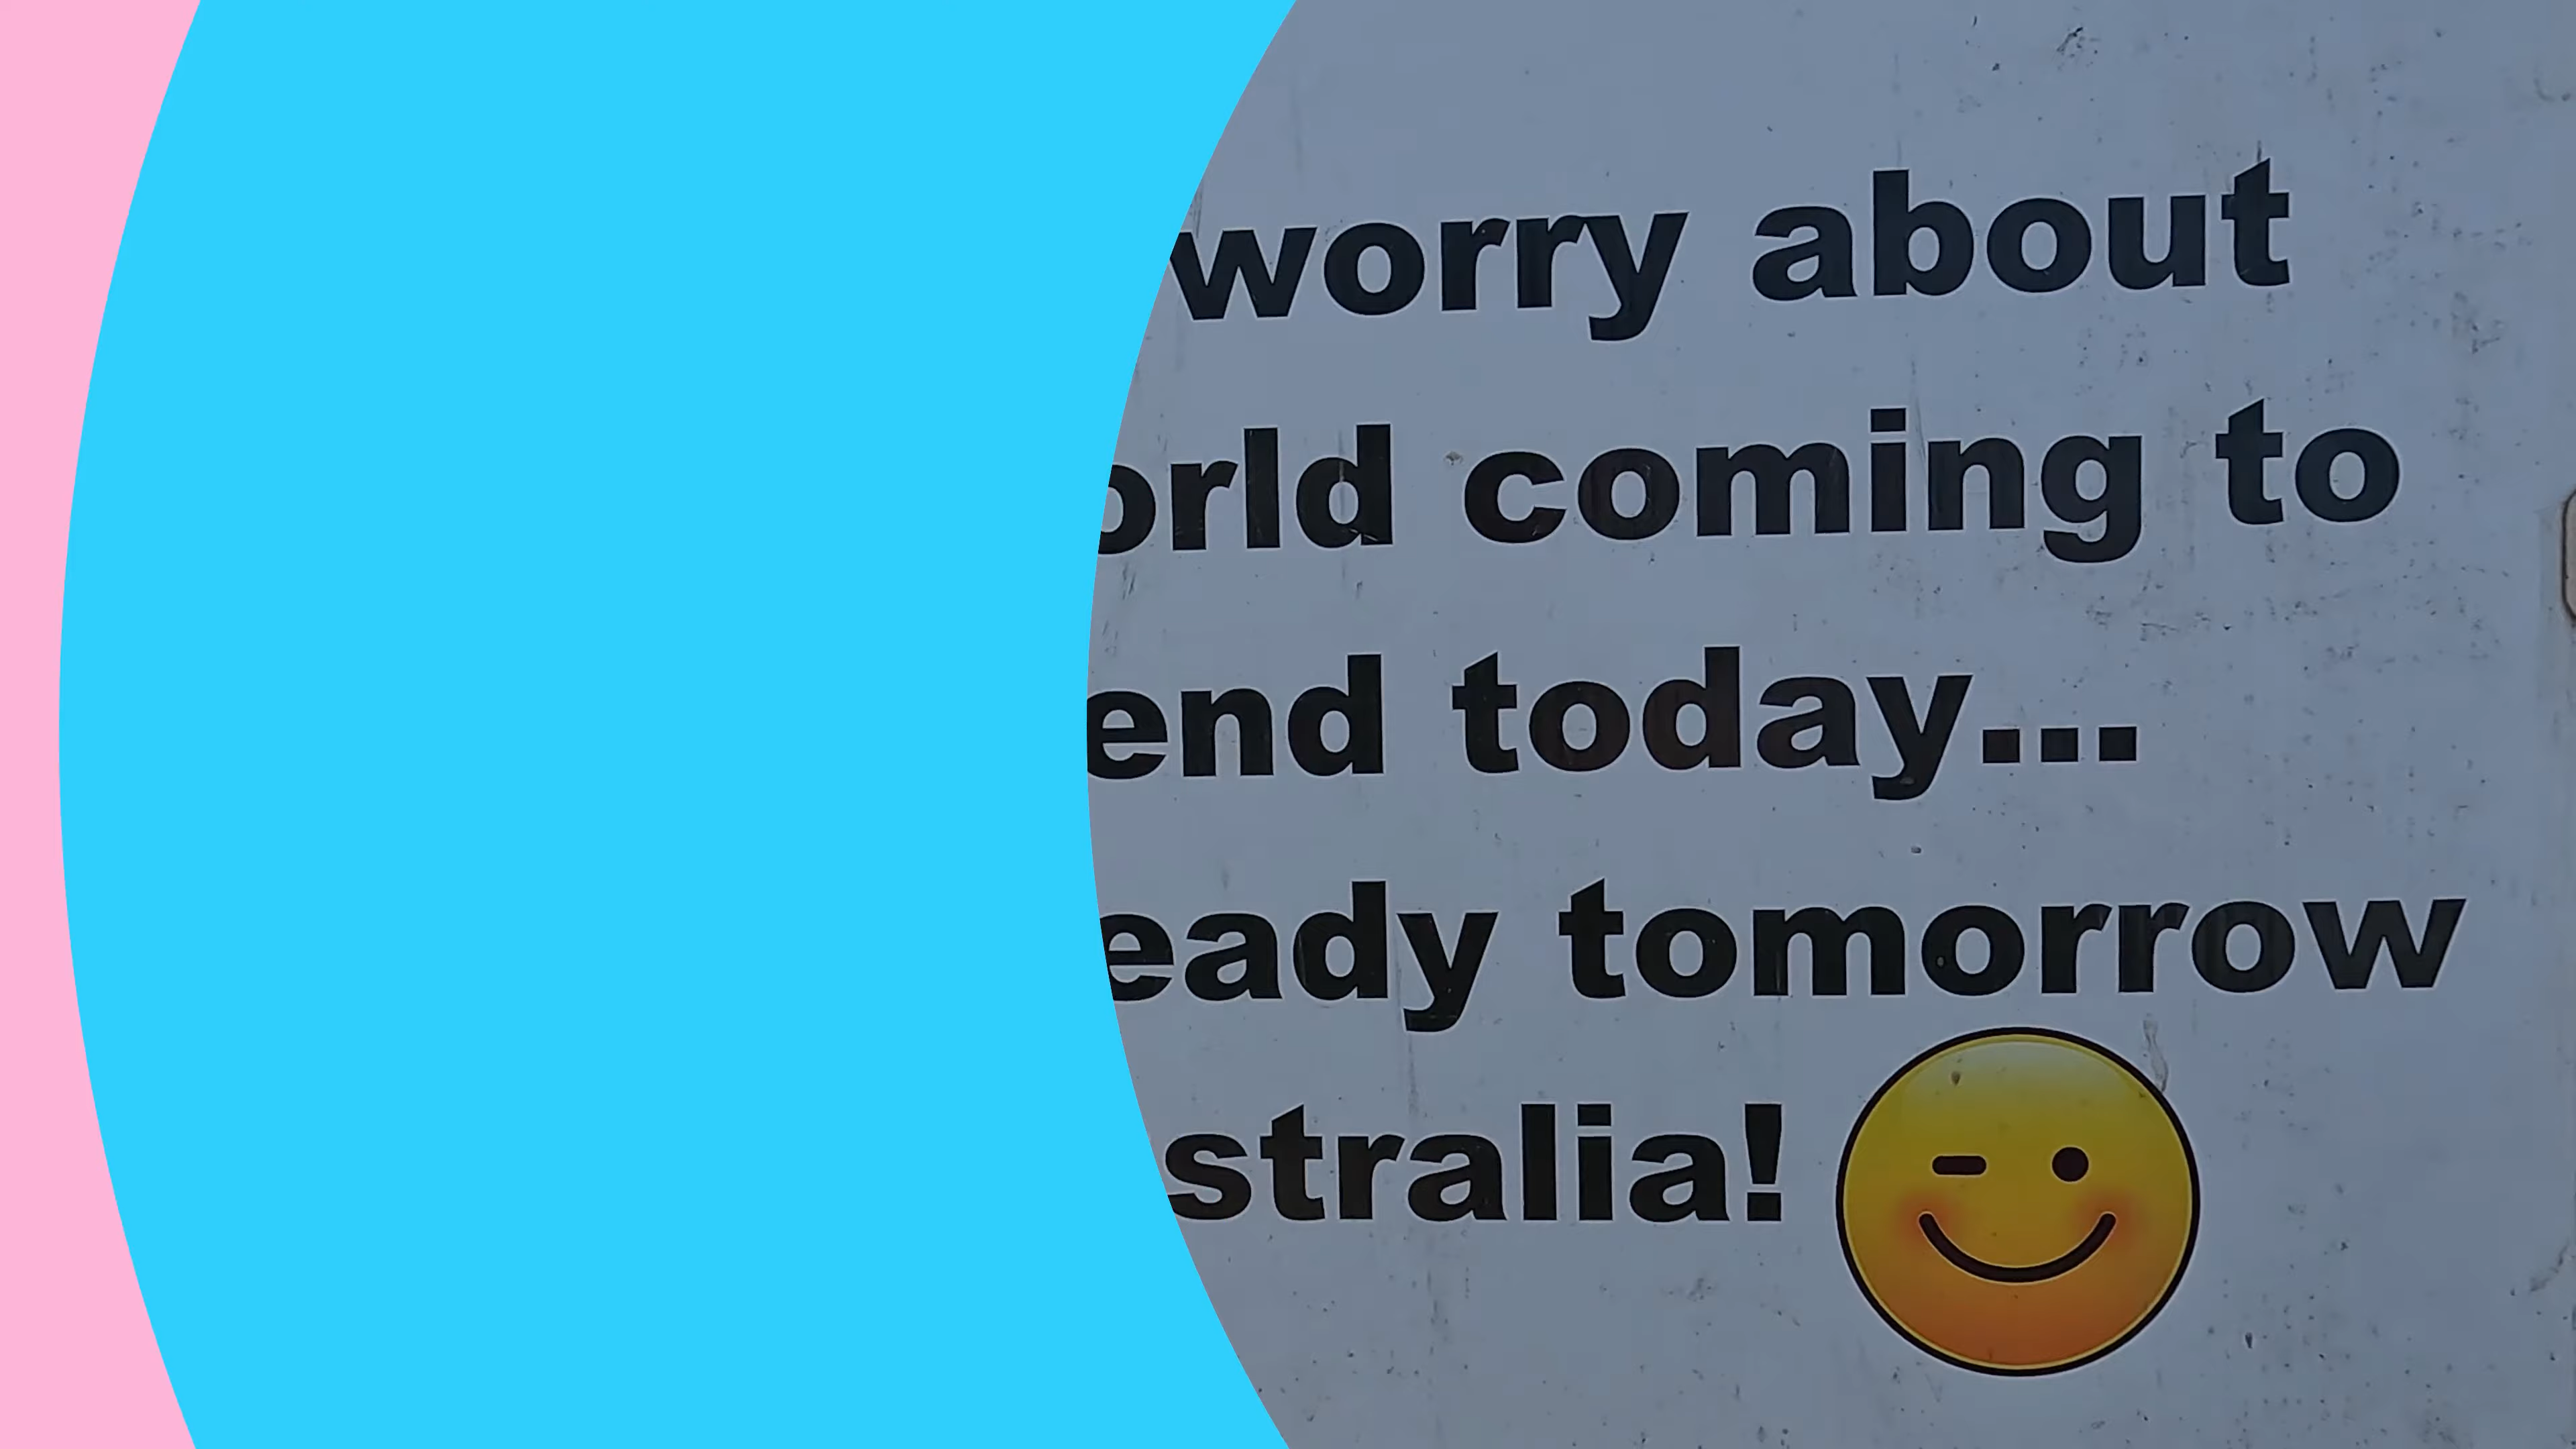 worry about
orld coming to
end today...
eady tomorrow
stralia!